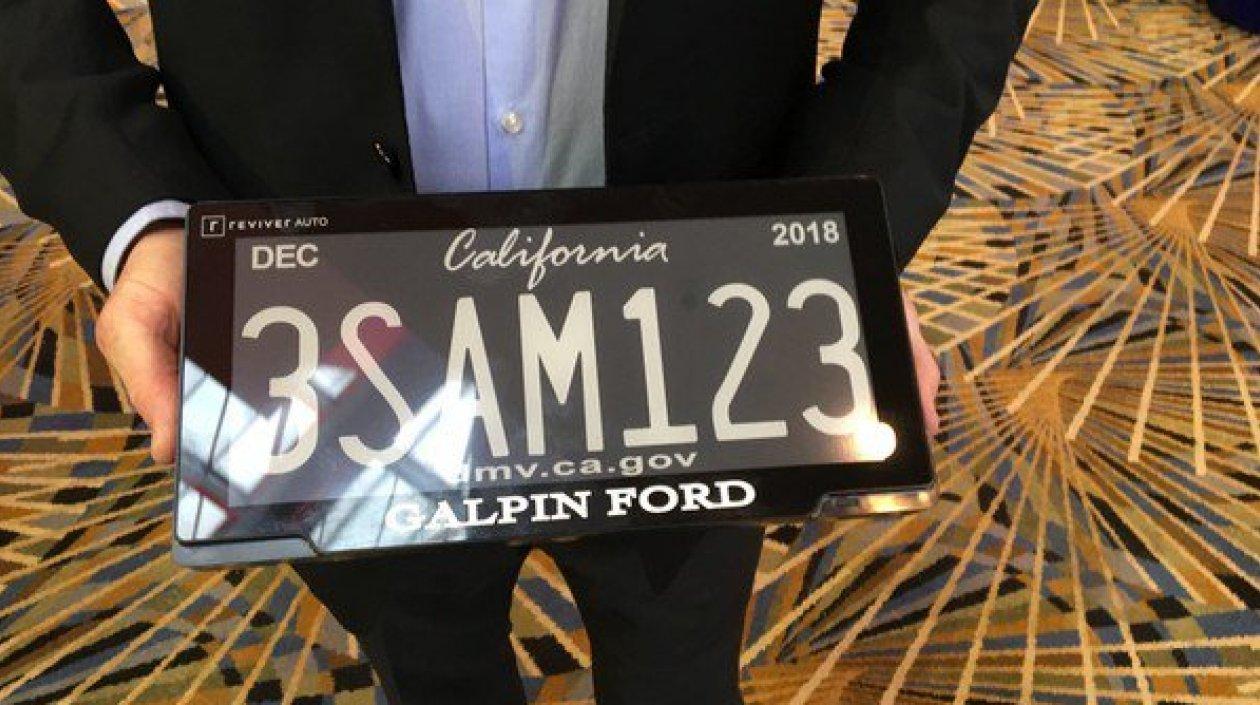 r reviver AUTO
DEC California 2018
3SAM123
dmv.ca.gov
GALPIN FORD